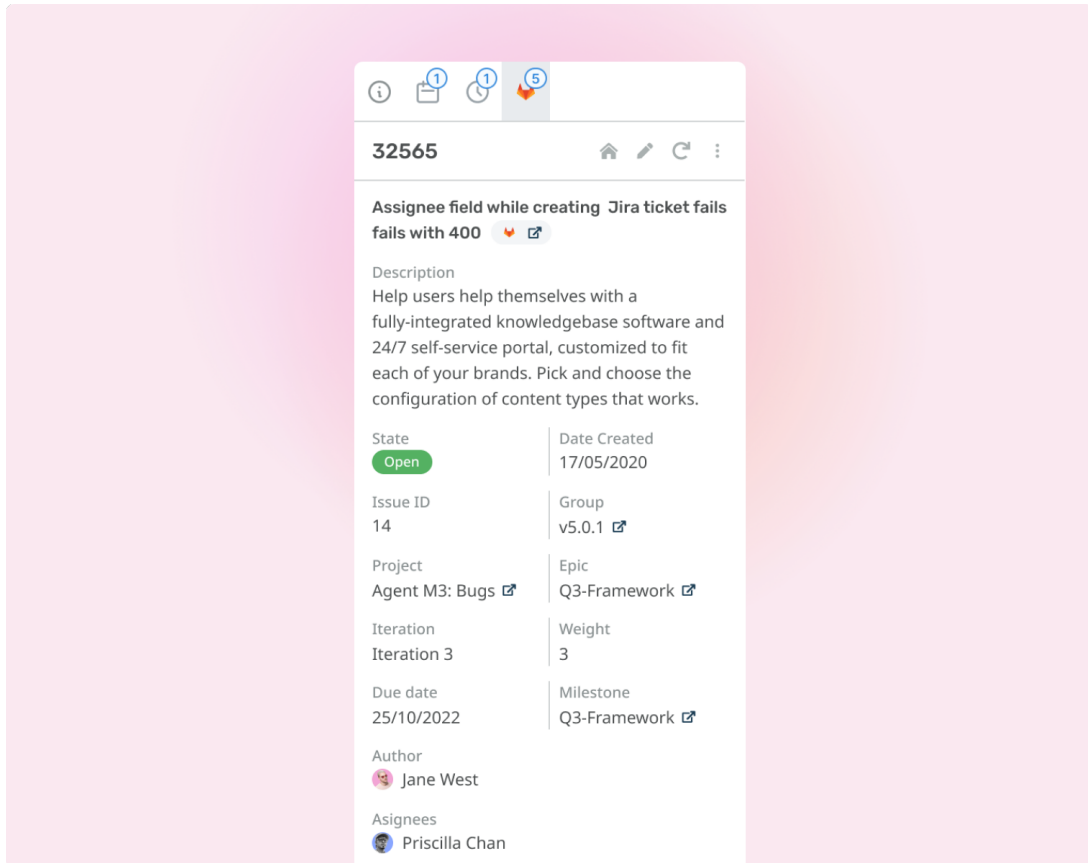 1 1 5
32565
Assignee field while creating Jira ticket fails
fails with 400
Description
Help users help themselves with a
fully-integrated knowledgebase software and
24/7 self-service portal, customized to fit
each of your brands. Pick and choose the
configuration of content types that works.
State Date Created
Open 17/05/2020
Issue ID Group
14 v5.0.1
Project Epic
Agent M3: Bugs Q3-Framework
Iteration Weight
Iteration 3 3
Due date Milestone
25/10/2022 Q3-Framework
Author
Jane West
Asignees
Priscilla Chan